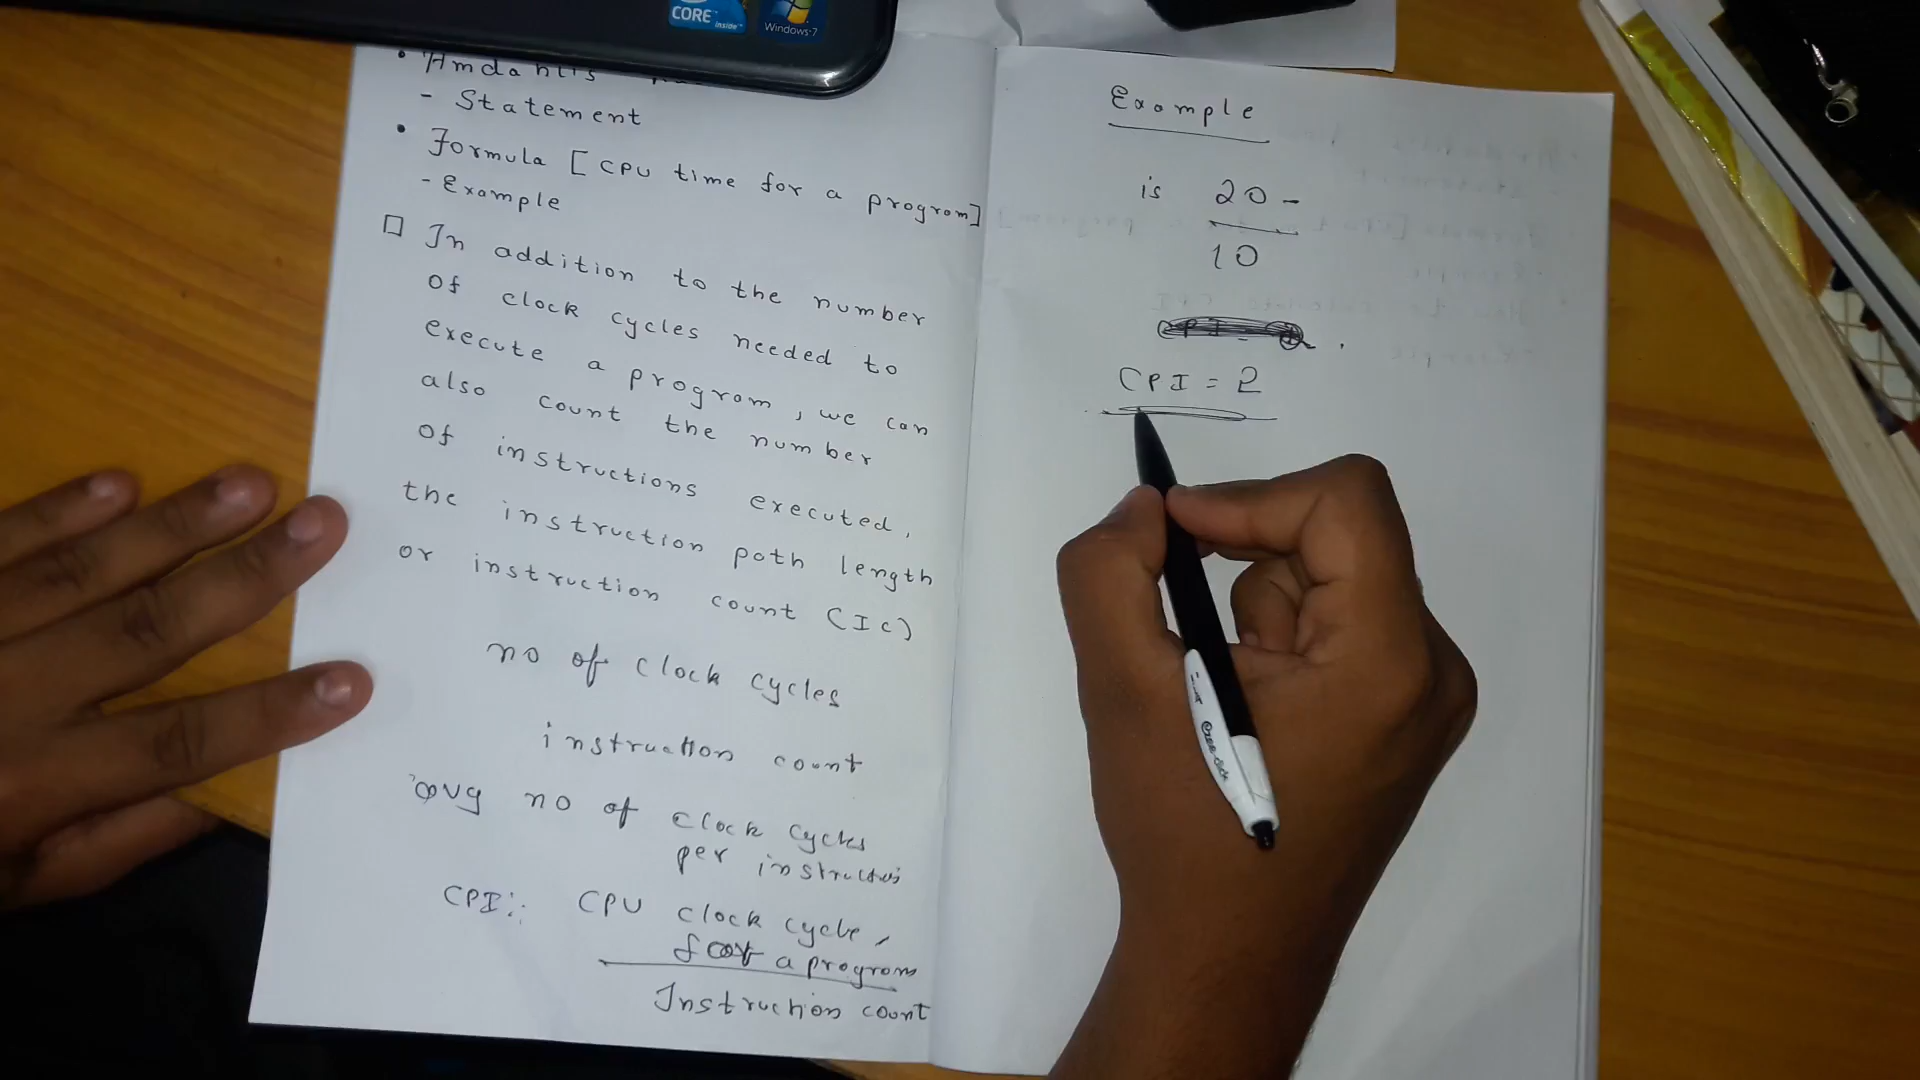 CORE
inside
Windows 7
• Amdahl's
- Statement
• Formula [CPU time for a program]
- Example
□ In addition to the number
of clock cycles needed to
execute a program, we can
also count the number
of instructions executed,
the instruction path length
or instruction count (Ic)
no of clock cycles
instruction count
avg no of clock cycles
per instructions
CPI:: CPU clock cycle,
for a program
Instruction count
Example
is 20 -
10
CPI = 2